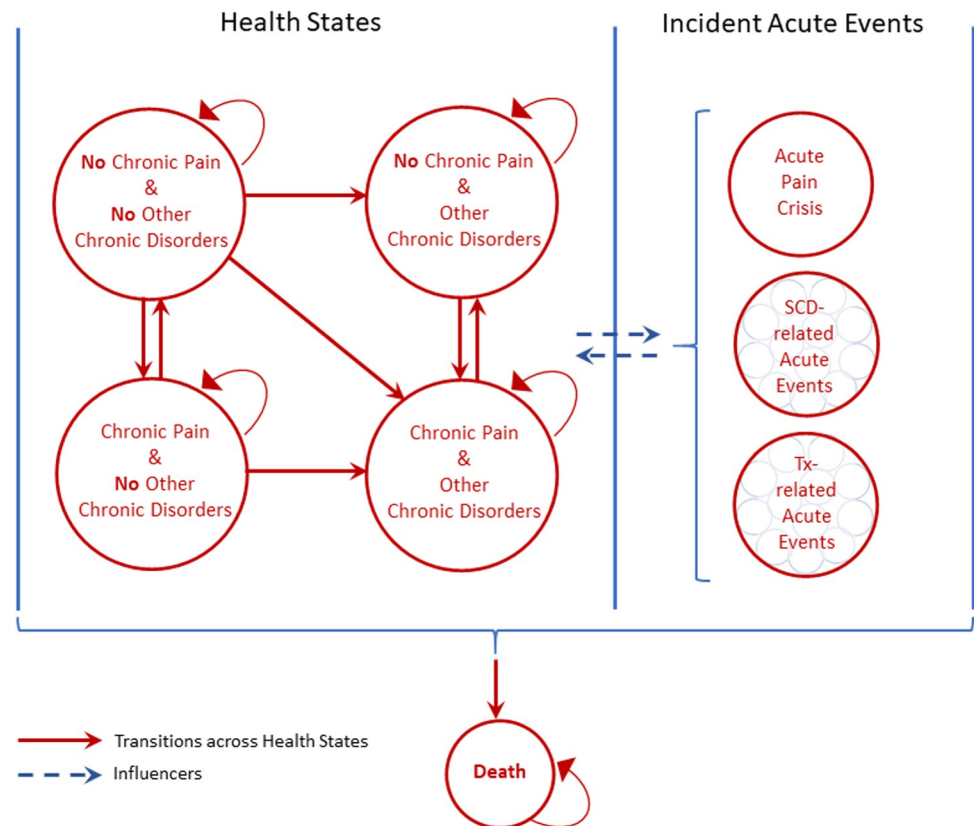 Health States
Incident Acute Events
No Chronic Pain
&
No Other
Chronic Disorders
No Chronic Pain
&
Other
Chronic Disorders
Acute
Pain
Crisis
SCD-
related
Acute
Events
Chronic Pain
&
No Other
Chronic Disorders
Chronic Pain
&
Other
Chronic Disorders
Tx-
related
Acute
Events
Transitions across Health States
Influencers
Death